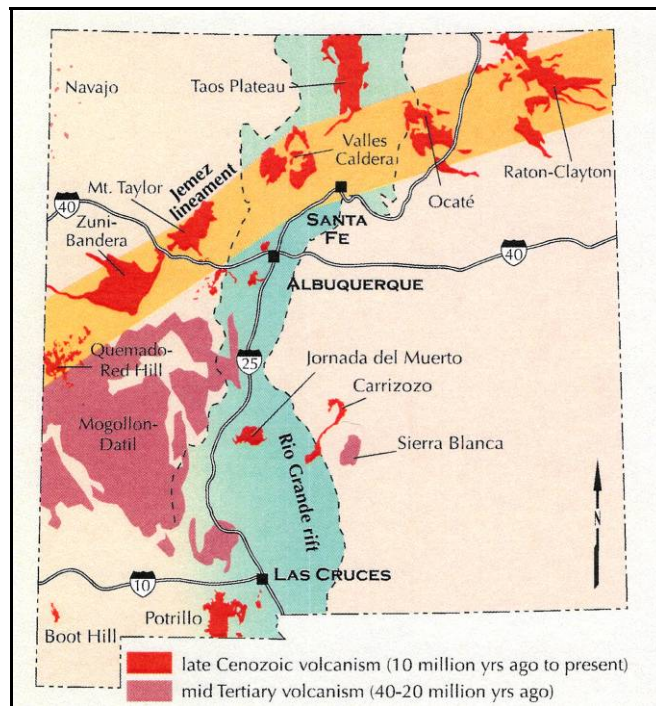 Navajo
Taos Plateau
Valles
Caldera
Raton-Clayton
Ocaté
Jemez
lineament
Mt. Taylor
40
Zuni-
Bandera
SANTA
FE
40
ALBUQUERQUE
Quemado-
Red Hill
25
Jornada del Muerto
Carrizozo
Mogollon-
Datil
Sierra Blanca
Rio Grande rift
N
10
LAS CRUCES
Potrillo
Boot Hill
late Cenozoic volcanism (10 million yrs ago to present)
mid Tertiary volcanism (40-20 million yrs ago)